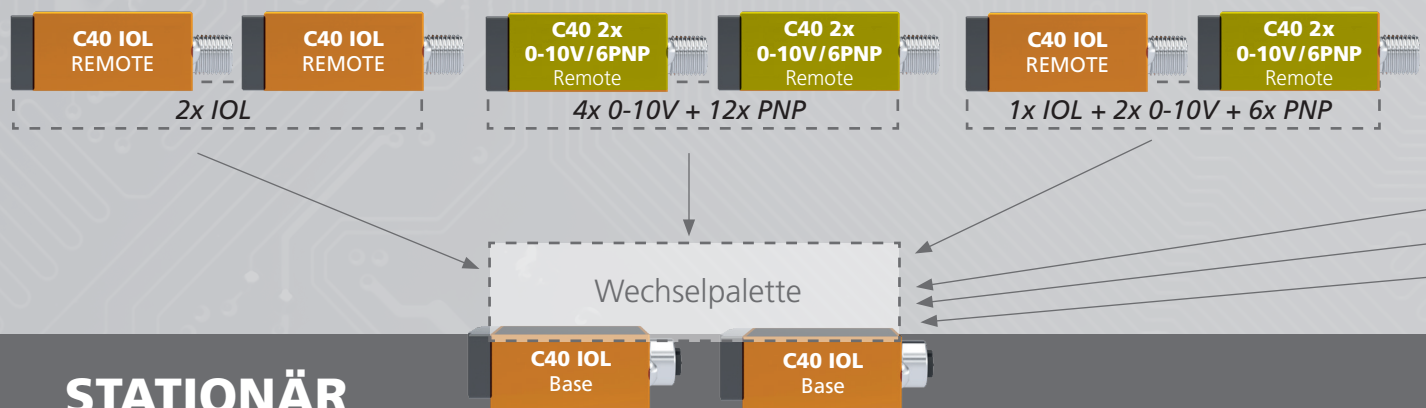 C40 IOL
REMOTE
C40 IOL
REMOTE
2x IOL
C40 2x
0-10V/6PNP
Remote
C40 2x
0-10V/6PNP
Remote
4x 0-10V + 12x PNP
C40 IOL
REMOTE
C40 2x
0-10V/6PNP
Remote
1x IOL + 2x 0-10V + 6x PNP
Wechselpalette
C40 IOL
Base
C40 IOL
Base
STATIONÄR